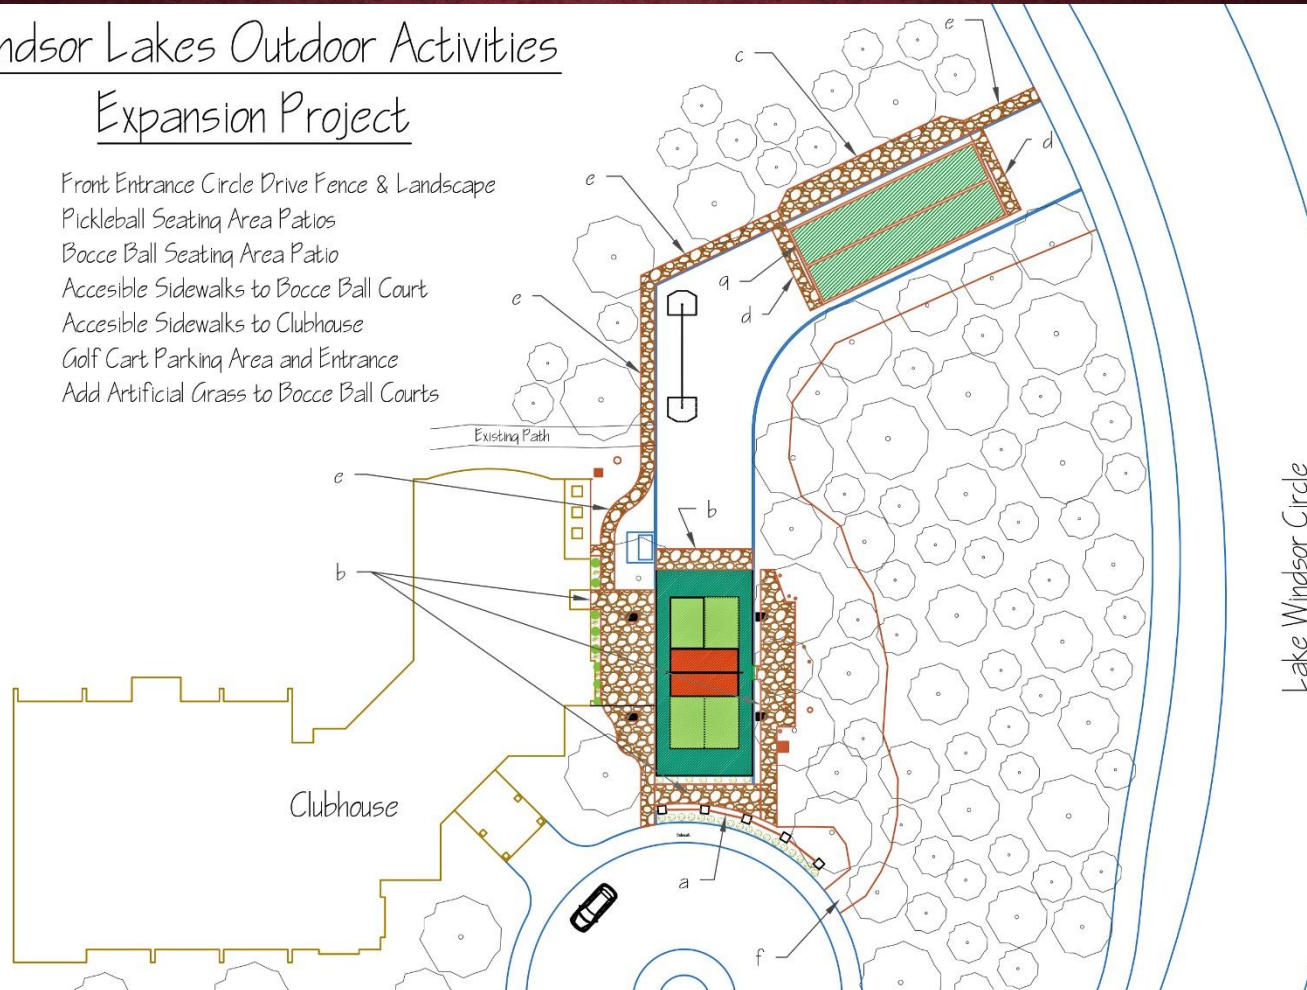 ndsor Lakes Outdoor Activities
Expansion Project
Front Entrance Circle Drive Fence & Landscape
Pickleball Seating Area Patios
Bocce Ball Seating Area Patio
Accesible Sidewalks to Bocce Ball Court
Accesible Sidewalks to Clubhouse
Golf Cart Parking Area and Entrance
Add Artificial Grass to Bocce Ball Courts
e
c
d
e
g
d
e
Existing Path
e
b
b
Clubhouse
a
f
Lake Windsor Circle